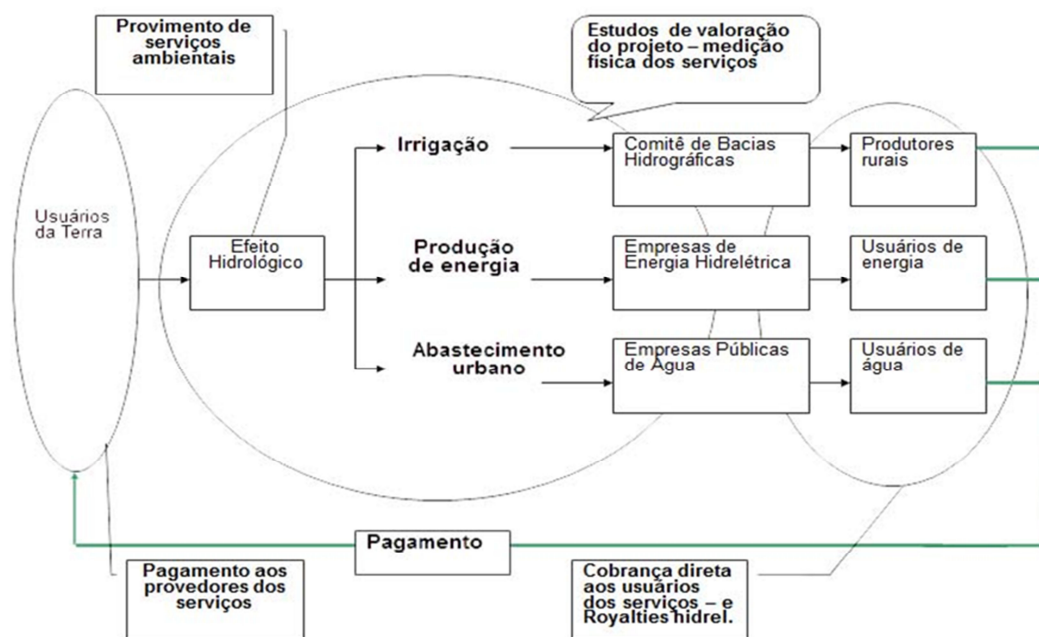 Provimento de
serviços
ambientais
Estudos de valoração
do projeto – medição
física dos serviços
Usuários
da Terra
Efeito
Hidrológico
Irrigação
Comitê de Bacias
Hidrográficas
Produtores
rurais
Produção
de energia
Empresas de
Energia Hidrelétrica
Usuários de
energia
Abastecimento
urbano
Empresas Públicas
de Água
Usuários de
água
Pagamento
Pagamento aos
provedores dos
serviços
Cobrança direta
aos usuários
dos serviços – e
Royalties hidrel.